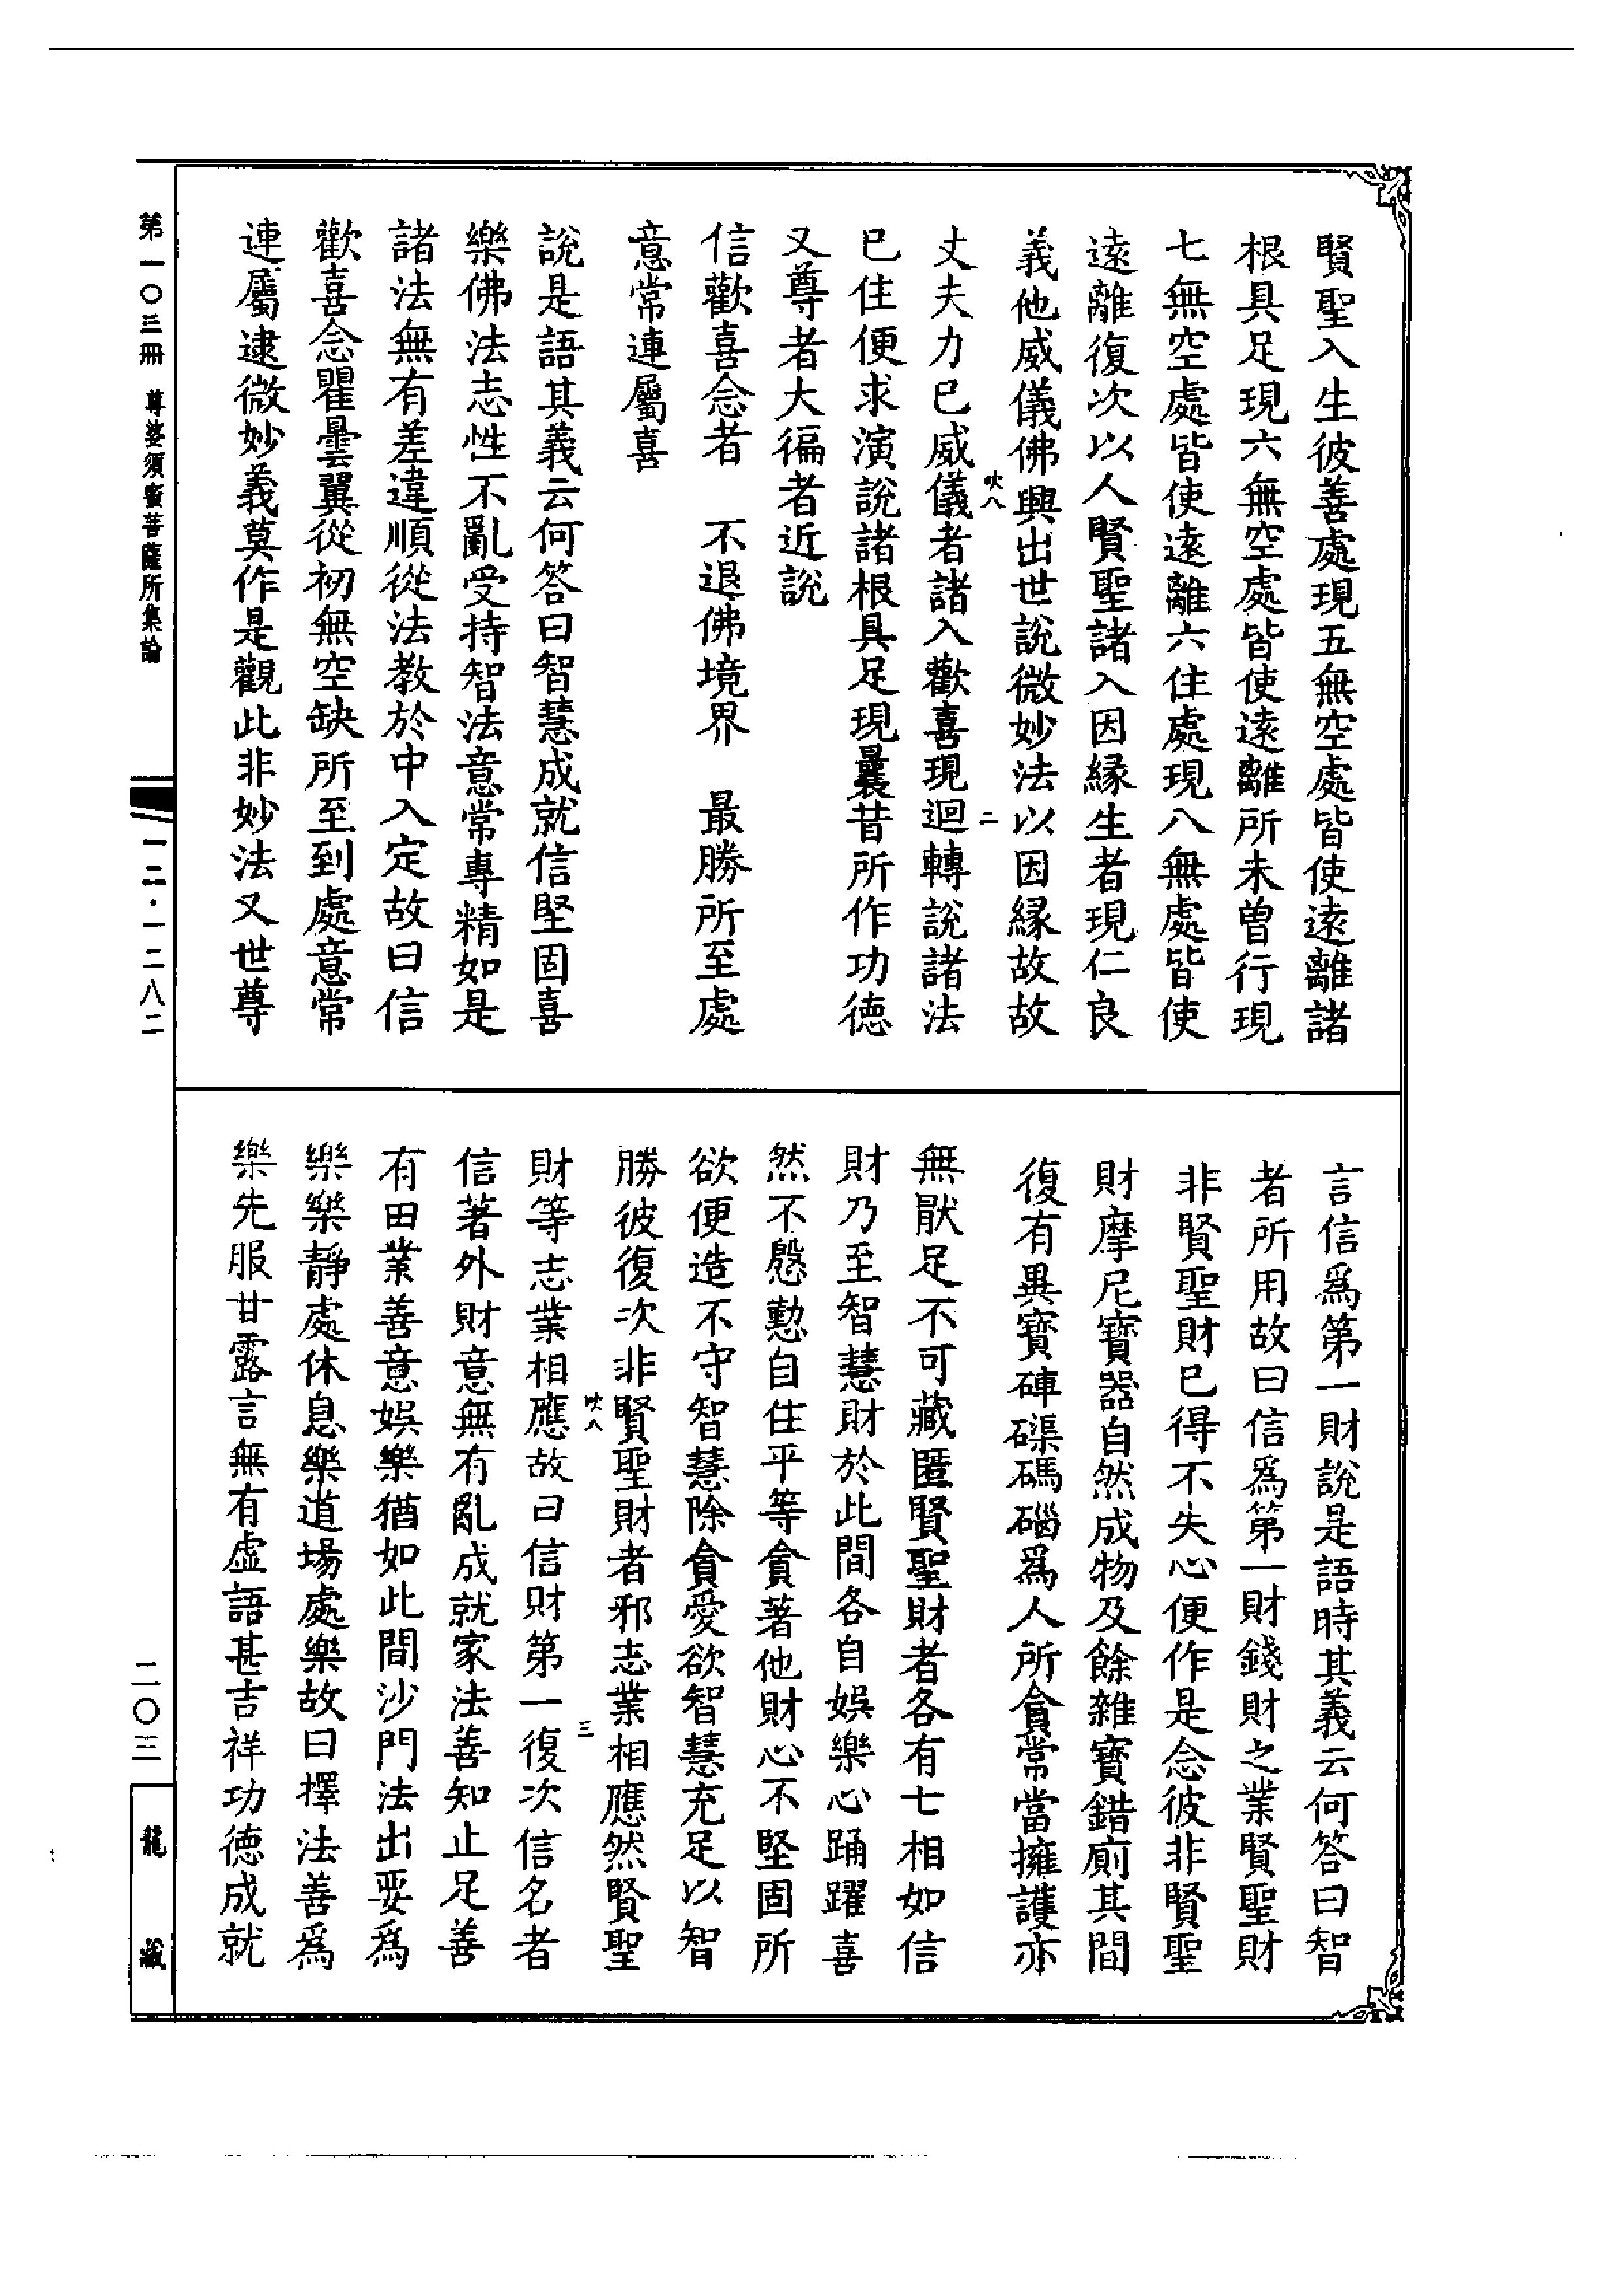 賢聖入生彼善處現五無空處皆使遠離諸
根具足現六無空處皆使遠離所未曾行現
七無空處皆使遠離六住處現八無處皆使
遠離復次以人賢聖諸入因緣生者現仁良
義他威儀佛興出世說微妙法以因緣故故
吠八
二
丈夫力已威儀者諸入歡喜現迴轉說諸法
已住便求演說諸根具足現曩昔所作功德
又尊者大徧者近說
信歡喜念者　不退佛境界　最勝所至處
意常連屬喜
說是語其義云何答曰智慧成就信堅固喜
樂佛法志性不亂受持智法意常專精如是
諸法無有差違順從法教於中入定故曰信
歡喜念瞿曇翼從初無空缺所至到處意常
連屬逮微妙義莫作是觀此非妙法又世尊
言信爲第一財說是語時其義云何答曰智
者所用故曰信爲第一財錢財之業賢聖財
非賢聖財已得不失心便作是念彼非賢聖
財摩尼寶器自然成物及餘雜寶錯廁其間
復有異寶硨磲碼碯爲人所貪常當擁護亦
無猒足不可藏匿賢聖財者各有七相如信
財乃至智慧財於此間各自娛樂心踊躍喜
然不慇懃自住平等貪著他財心不堅固所
欲便造不守智慧除貪愛欲智慧充足以智
勝彼復次非賢聖財者邪志業相應然賢聖
吠八
三
財等志業相應故曰信財第一復次信名者
信著外財意無有亂成就家法善知止足善
有田業善意娛樂猶如此間沙門法出要爲
樂樂靜處休息樂道場處樂故曰擇法善爲
樂先服甘露言無有虛語甚吉祥功德成就
第一〇三冊　尊婆須蜜菩薩所集論
一二·一二八二
二〇三
龍藏